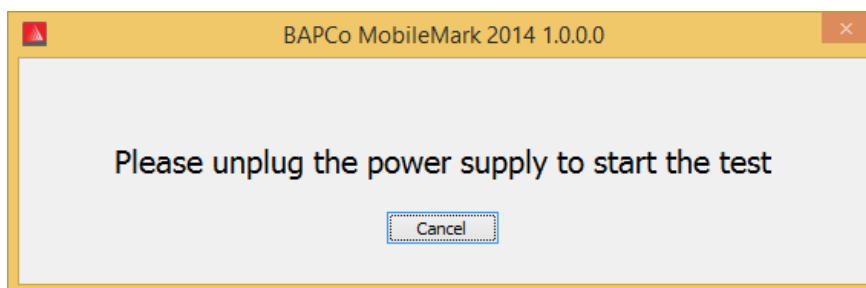 BAPCo MobileMark 2014 1.0.0.0
Please unplug the power supply to start the test
Cancel